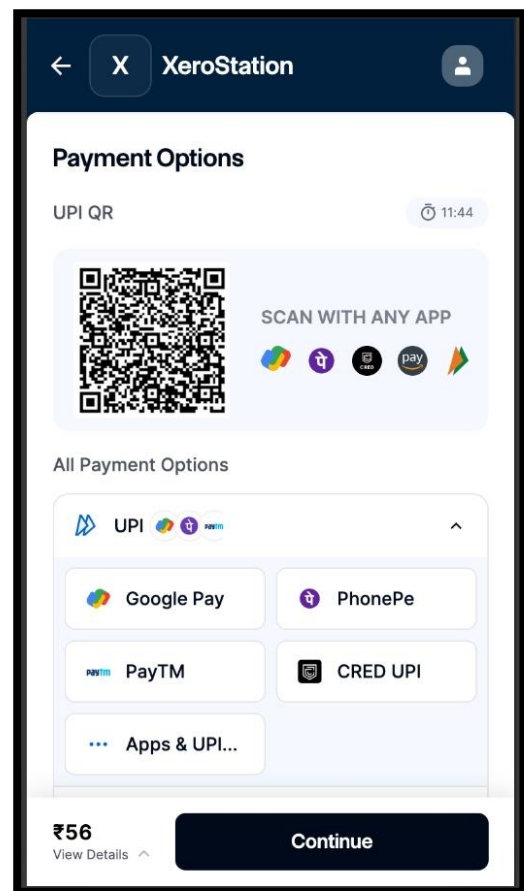 X XeroStation
Payment Options
UPI QR 11:44
SCAN WITH ANY APP
पे CRED pay
All Payment Options
UPI पे paytm
Google Pay पे PhonePe
paytm PayTM CRED UPI
... Apps & UPI...
₹56
View Details
Continue